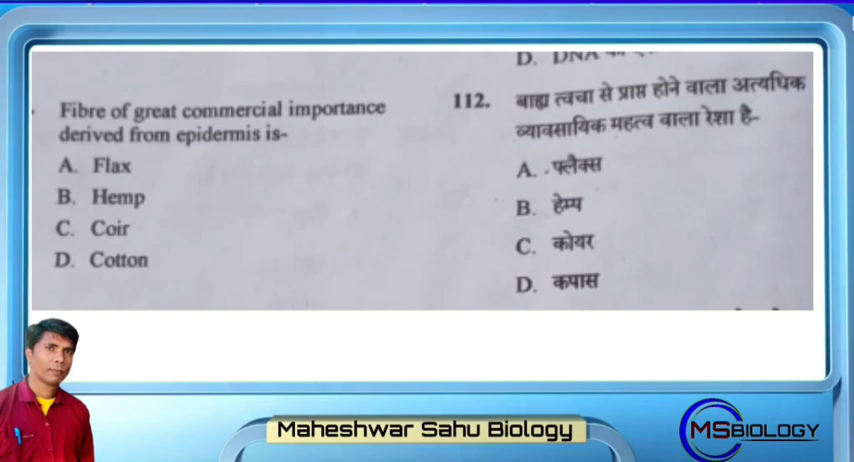 D. DNA
Fibre of great commercial importance
derived from epidermis is-
A. Flax
B. Hemp
C. Coir
D. Cotton
112. बाह्य त्वचा से प्राप्त होने वाला अत्यधिक
व्यावसायिक महत्व वाला रेशा है-
A. फ्लैक्स
B. हेम्प
C. कोयर
D. कपास
Maheshwar Sahu Biology
MSBIOLOGY